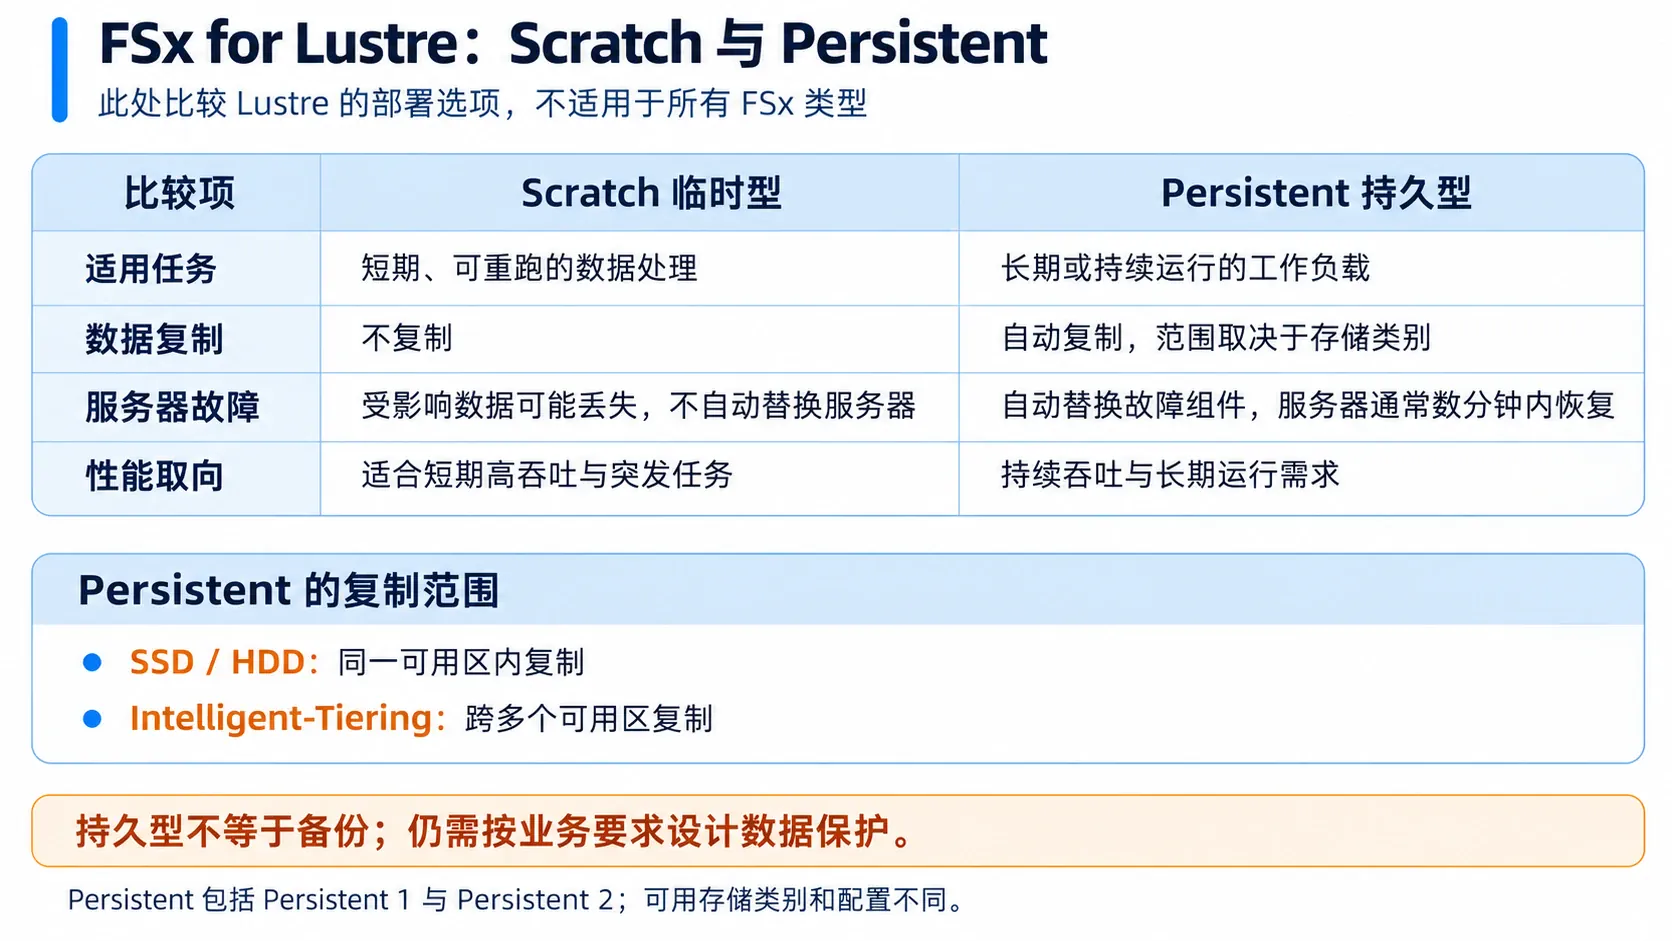 FSx for Lustre：Scratch 与 Persistent
此处比较 Lustre 的部署选项，不适用于所有 FSx 类型
比较项 Scratch 临时型 Persistent 持久型
适用任务 短期、可重跑的数据处理 长期或持续运行的工作负载
数据复制 不复制 自动复制，范围取决于存储类别
服务器故障 受影响数据可能丢失，不自动替换服务器 自动替换故障组件，服务器通常数分钟内恢复
性能取向 适合短期高吞吐与突发任务 持续吞吐与长期运行需求
Persistent 的复制范围
SSD / HDD：同一可用区内复制
Intelligent-Tiering：跨多个可用区复制
持久型不等于备份；仍需按业务要求设计数据保护。
Persistent 包括 Persistent 1 与 Persistent 2；可用存储类别和配置不同。